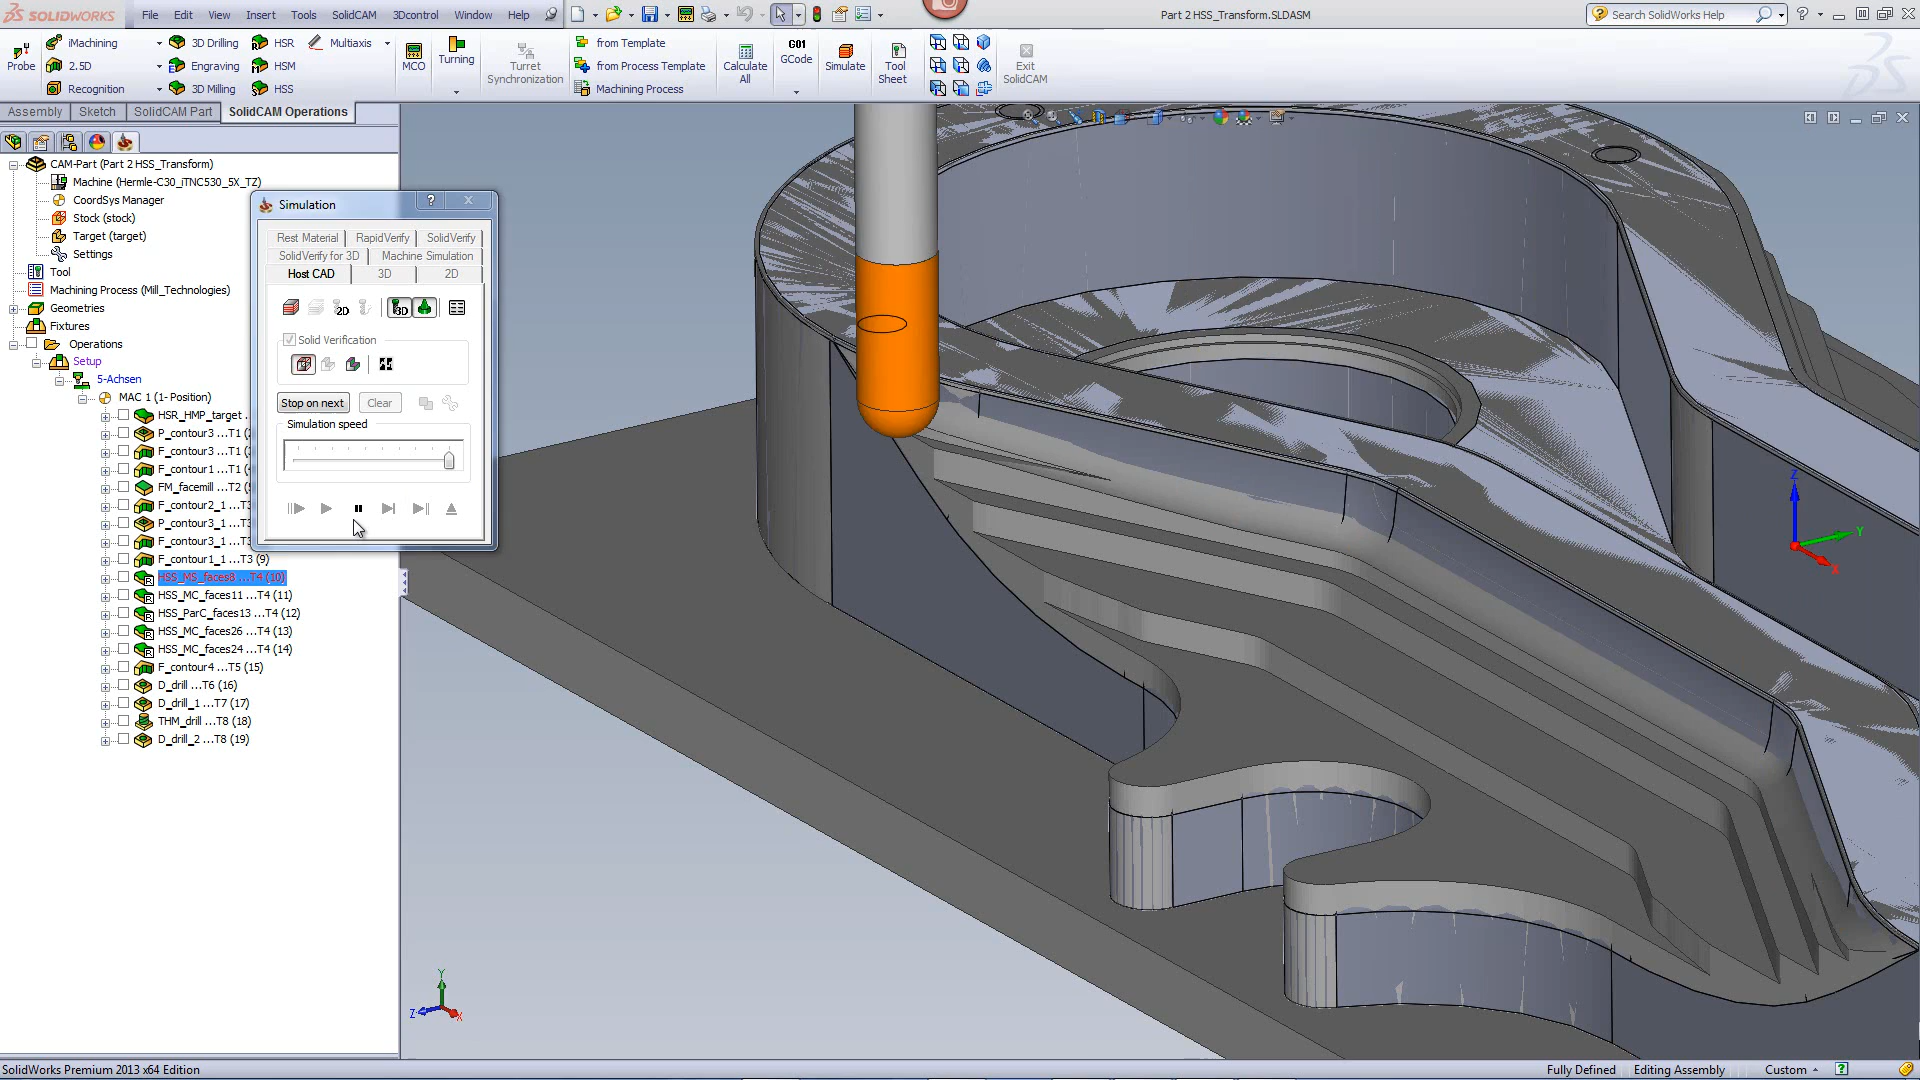 SOLIDWORKS File Edit View Insert Tools SolidCAM 3Dcontrol Window Help Part 2 HSS_Transform.SLDASM Search SolidWorks Help
Probe
iMachining
2.5D
Recognition
3D Drilling
Engraving
3D Milling
HSR
HSM
HSS
Multiaxis
MCO
Turning
Turret
Synchronization
from Template
from Process Template
Machining Process
Calculate
All
G01
GCode
Simulate
Tool
Sheet
Exit
SolidCAM
Assembly Sketch SolidCAM Part SolidCAM Operations
CAM-Part (Part 2 HSS_Transform)
Machine (Hermle-C30_iTNC530_5X_TZ)
CoordSys Manager
Stock (stock)
Target (target)
Settings
Tool
Machining Process (Mill_Technologies)
Geometries
Fixtures
Operations
Setup
5-Achsen
MAC 1 (1- Position)
HSR_HMP_target
P_contour3 ...T1
F_contour3 ...T1
F_contour1 ...T1
FM_facemill ...T2
F_contour2_1 ...T3
P_contour3_1 ...T3
F_contour3_1 ...T3
F_contour1_1 ...T3 (9)
HSS_MS_faces8 ...T4 (10)
HSS_MC_faces11 ...T4 (11)
HSS_ParC_faces13 ...T4 (12)
HSS_MC_faces26 ...T4 (13)
HSS_MC_faces24 ...T4 (14)
F_contour4 ...T5 (15)
D_drill ...T6 (16)
D_drill_1 ...T7 (17)
THM_drill ...T8 (18)
D_drill_2 ...T8 (19)
Simulation
Rest Material RapidVerify SolidVerify
SolidVerify for 3D Machine Simulation
Host CAD 3D 2D
2D 3D
Solid Verification
Stop on next Clear
Simulation speed
Z
Y
X
Y
Z
X
SolidWorks Premium 2013 x64 Edition Fully Defined Editing Assembly Custom